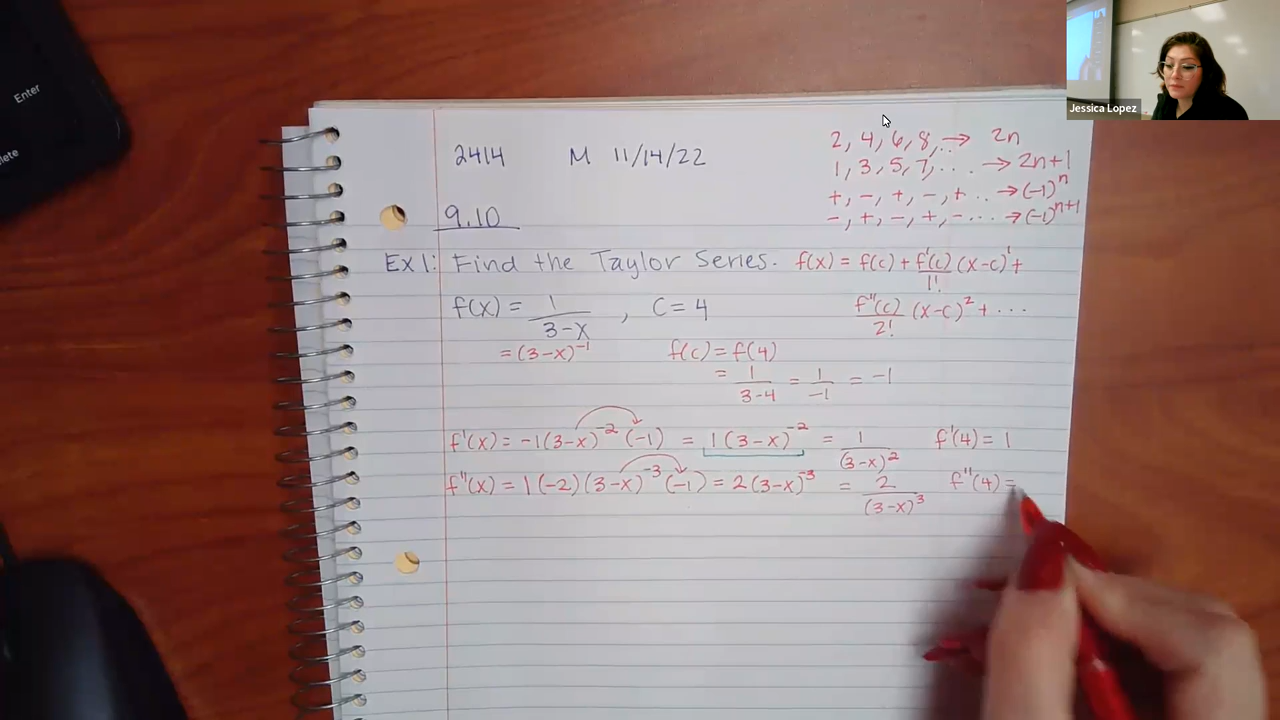 Enter
lete
Jessica Lopez
2414 M 11/14/22
2, 4, 6, 8, ... → 2n
1, 3, 5, 7, ... → 2n+1
+, -, +, -, + .. → (-1)^n
-, +, -, +, - ... → (-1)^{n+1}
9.10
Ex 1: Find the Taylor Series. f(x) = f(c) + f'(c)/1! (x-c)^1 +
f''(c)/2! (x-c)^2 + ...
f(x) = 1/(3-x) , c = 4
= (3-x)^{-1} f(c) = f(4)
= 1/(3-4) = 1/-1 = -1
f'(x) = -1(3-x)^{-2}(-1) = 1(3-x)^{-2} = 1/(3-x)^2 f'(4) = 1
f''(x) = 1(-2)(3-x)^{-3}(-1) = 2(3-x)^{-3} = 2/(3-x)^3 f''(4) =